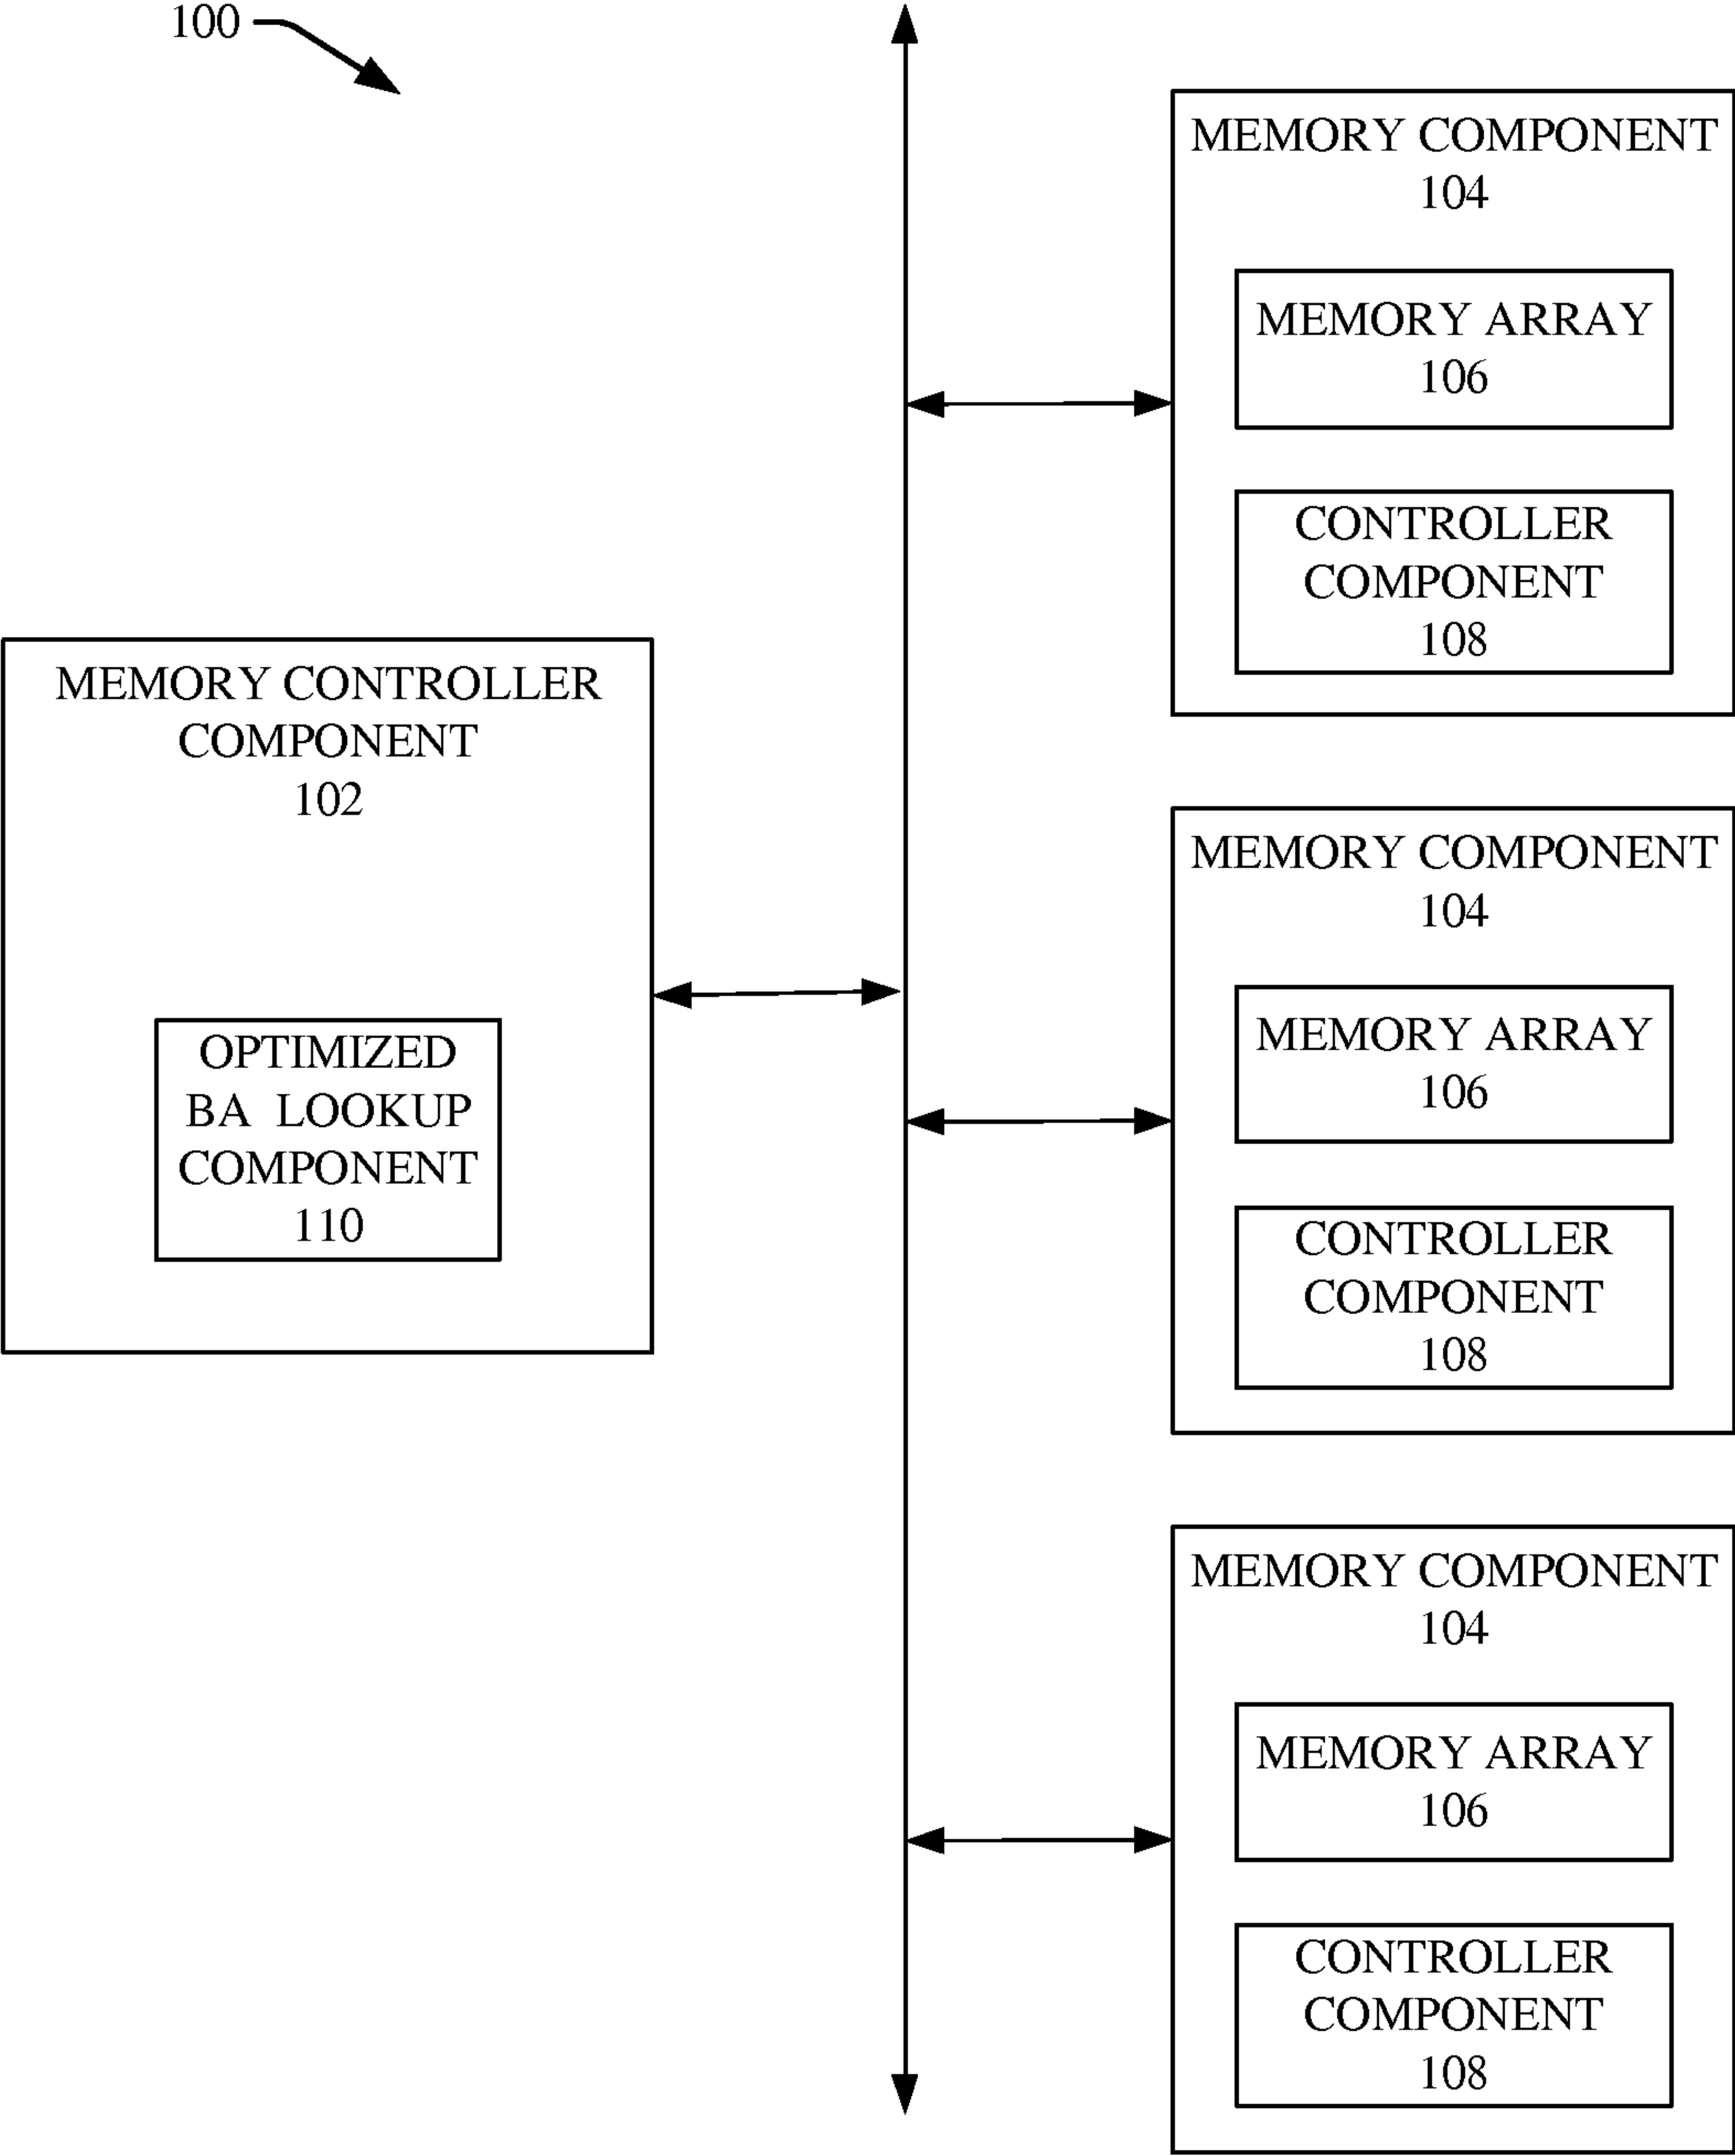 100
MEMORY COMPONENT
104
MEMORY ARRAY
106
CONTROLLER
COMPONENT
108
MEMORY CONTROLLER
COMPONENT
102
OPTIMIZED
BA LOOKUP
COMPONENT
110
MEMORY COMPONENT
104
MEMORY ARRAY
106
CONTROLLER
COMPONENT
108
MEMORY COMPONENT
104
MEMORY ARRAY
106
CONTROLLER
COMPONENT
108